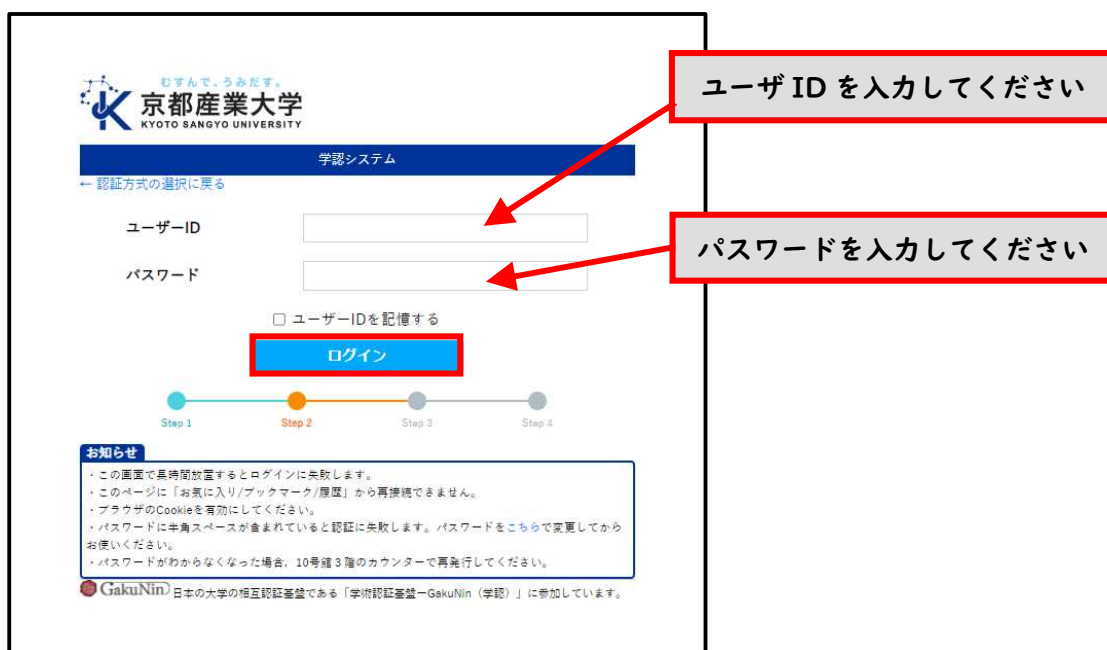 むすんで、うみだす。
京都産業大学
KYOTO SANGYO UNIVERSITY
ユーザ ID を入力してください
学認システム
← 認証方式の選択に戻る
ユーザーID
パスワード
パスワードを入力してください
ユーザーIDを記憶する
ログイン
Step 1 Step 2 Step 3 Step 4
お知らせ
・この画面で長時間放置するとログインに失敗します。
・このページに「お気に入り/ブックマーク/履歴」から再接続できません。
・ブラウザのCookieを有効にしてください。
・パスワードに半角スペースが含まれていると認証に失敗します。パスワードをこちらで変更してから
お使いください。
・パスワードがわからなくなった場合、10号館３階のカウンターで再発行してください。
GakuNin 日本の大学の相互認証基盤である「学術認証基盤ーGakuNin（学認）」に参加しています。